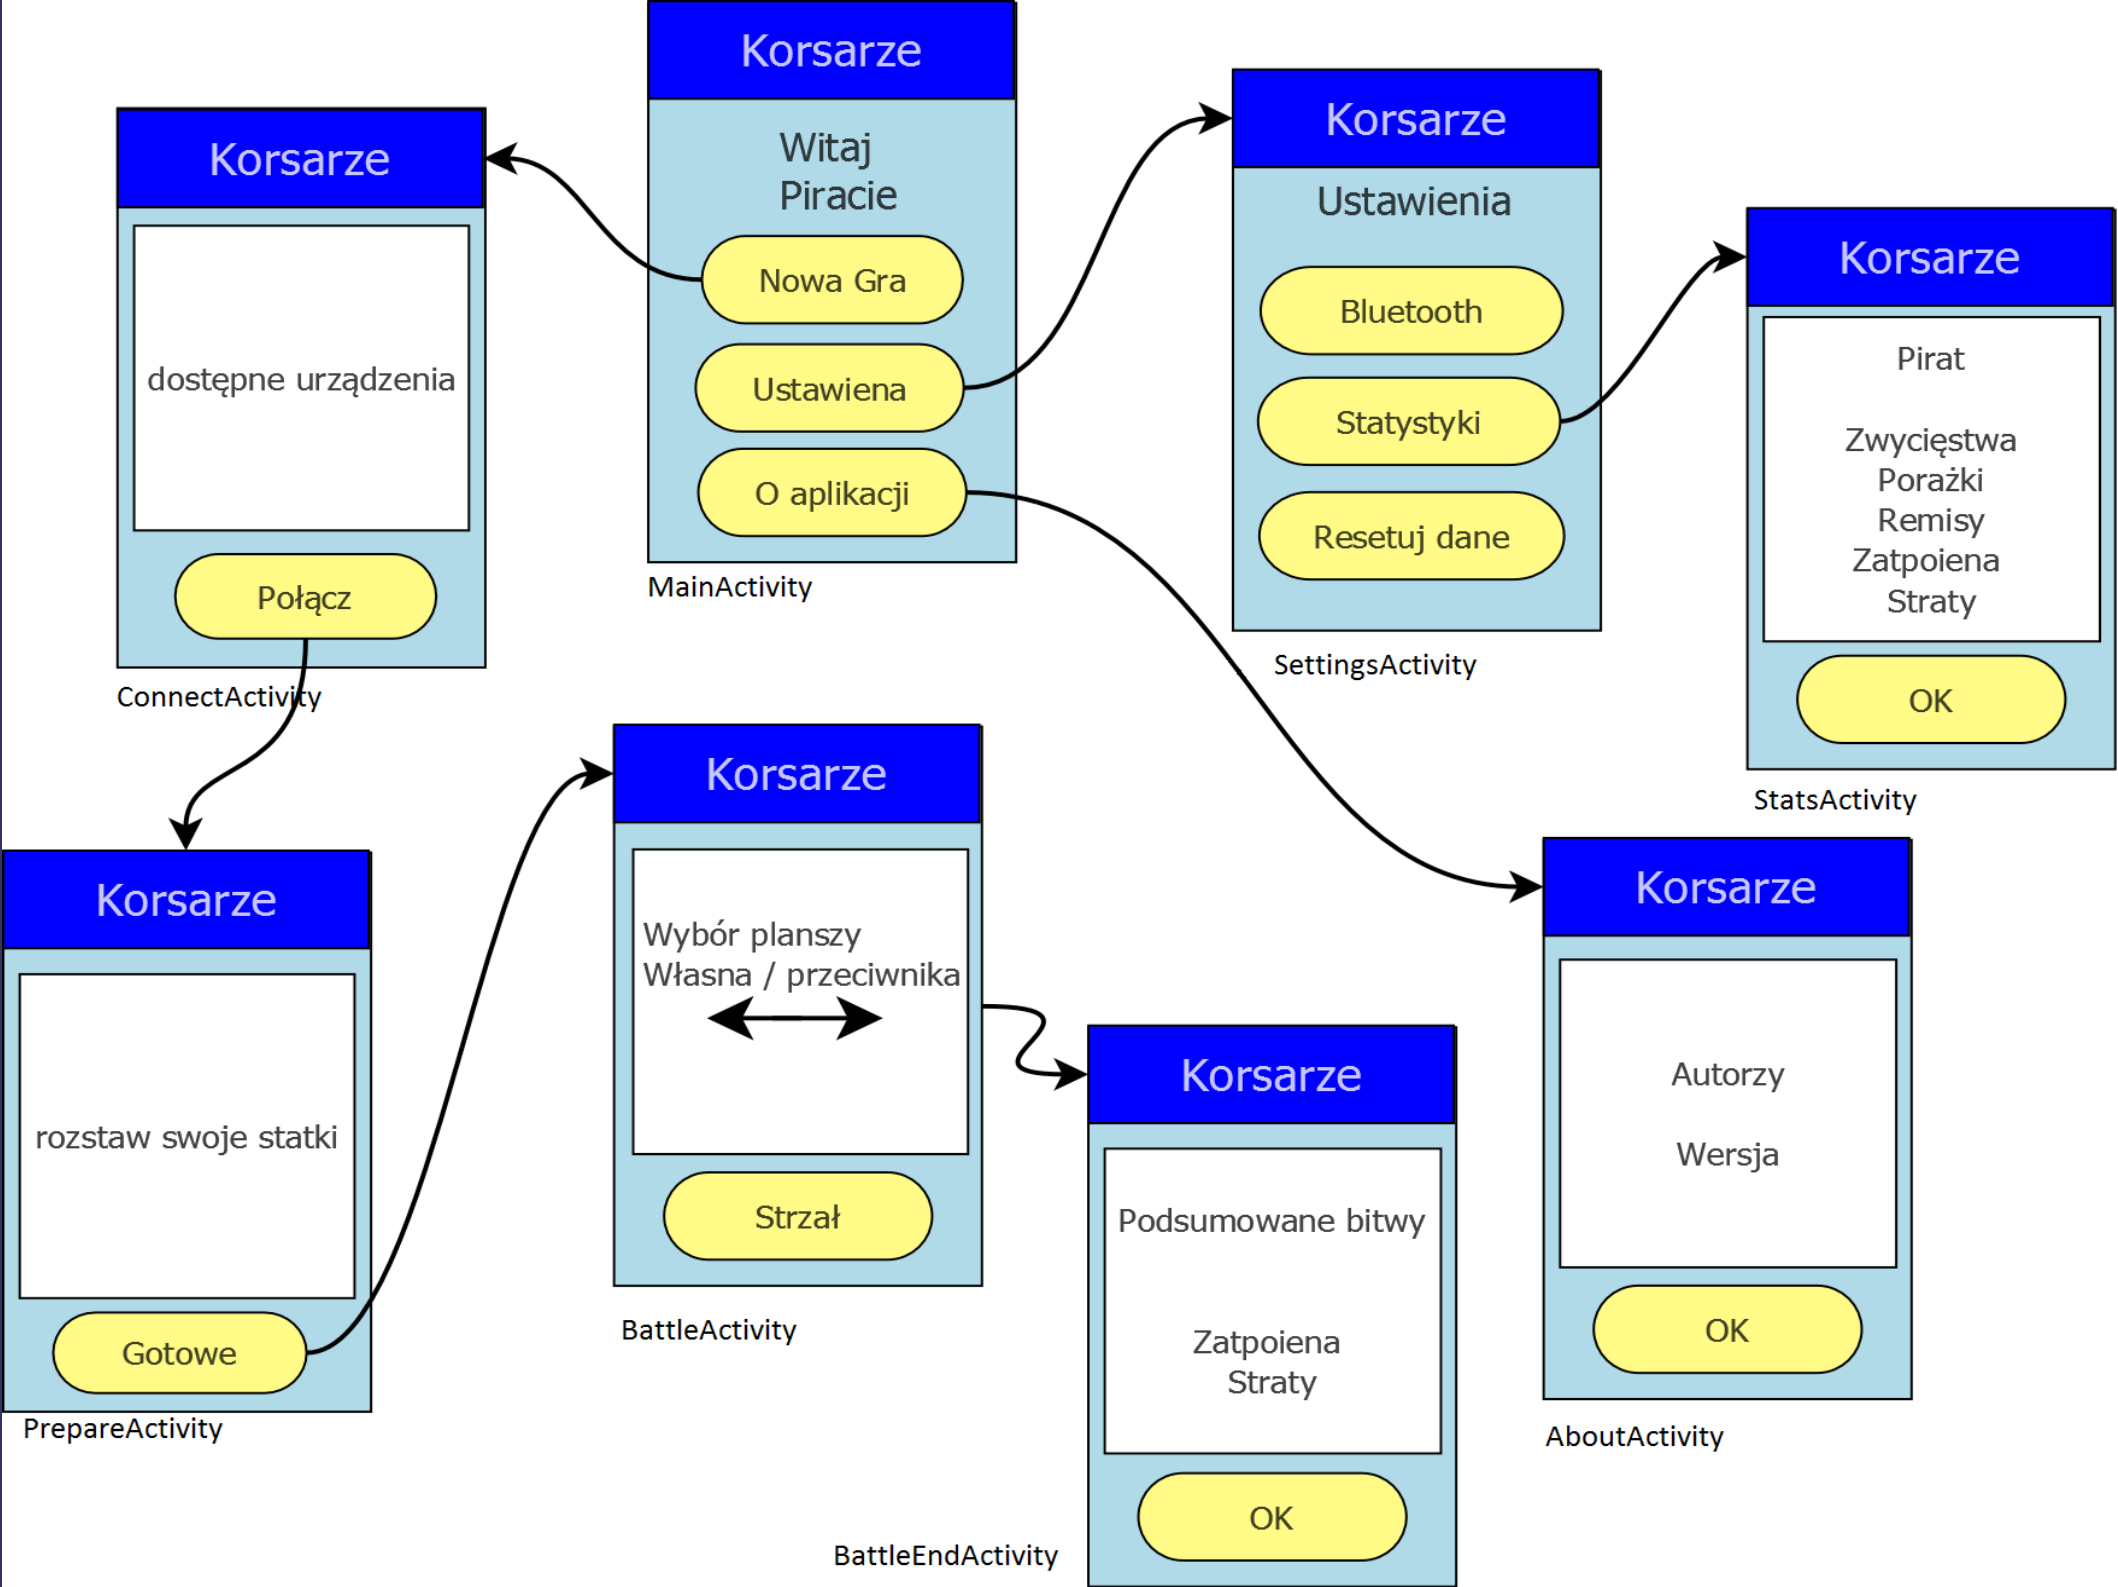 Korsarze
Witaj
Piracie
Nowa Gra
Ustawiena
O aplikacji
MainActivity
Korsarze
dostępne urządzenia
Połącz
ConnectActivity
Korsarze
Ustawienia
Bluetooth
Statystyki
Resetuj dane
SettingsActivity
Korsarze
Pirat
Zwycięstwa
Porażki
Remisy
Zatpoiena
Straty
OK
StatsActivity
Korsarze
rozstaw swoje statki
Gotowe
PrepareActivity
Korsarze
Wybór planszy
Własna / przeciwnika
Strzał
BattleActivity
Korsarze
Podsumowane bitwy
Zatpoiena
Straty
OK
BattleEndActivity
Korsarze
Autorzy
Wersja
OK
AboutActivity